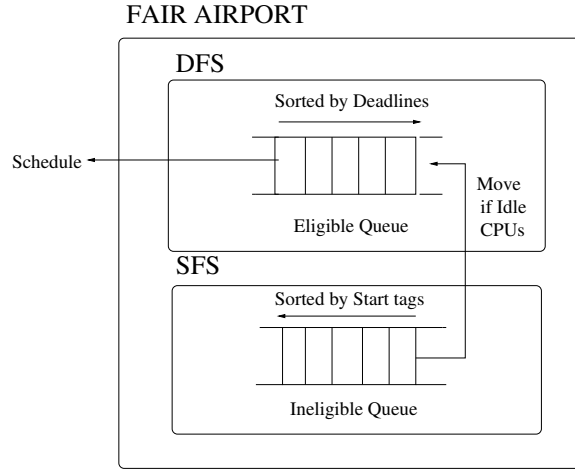 FAIR AIRPORT
DFS
Sorted by Deadlines
Schedule
Move
if Idle
CPUs
Eligible Queue
SFS
Sorted by Start tags
Ineligible Queue